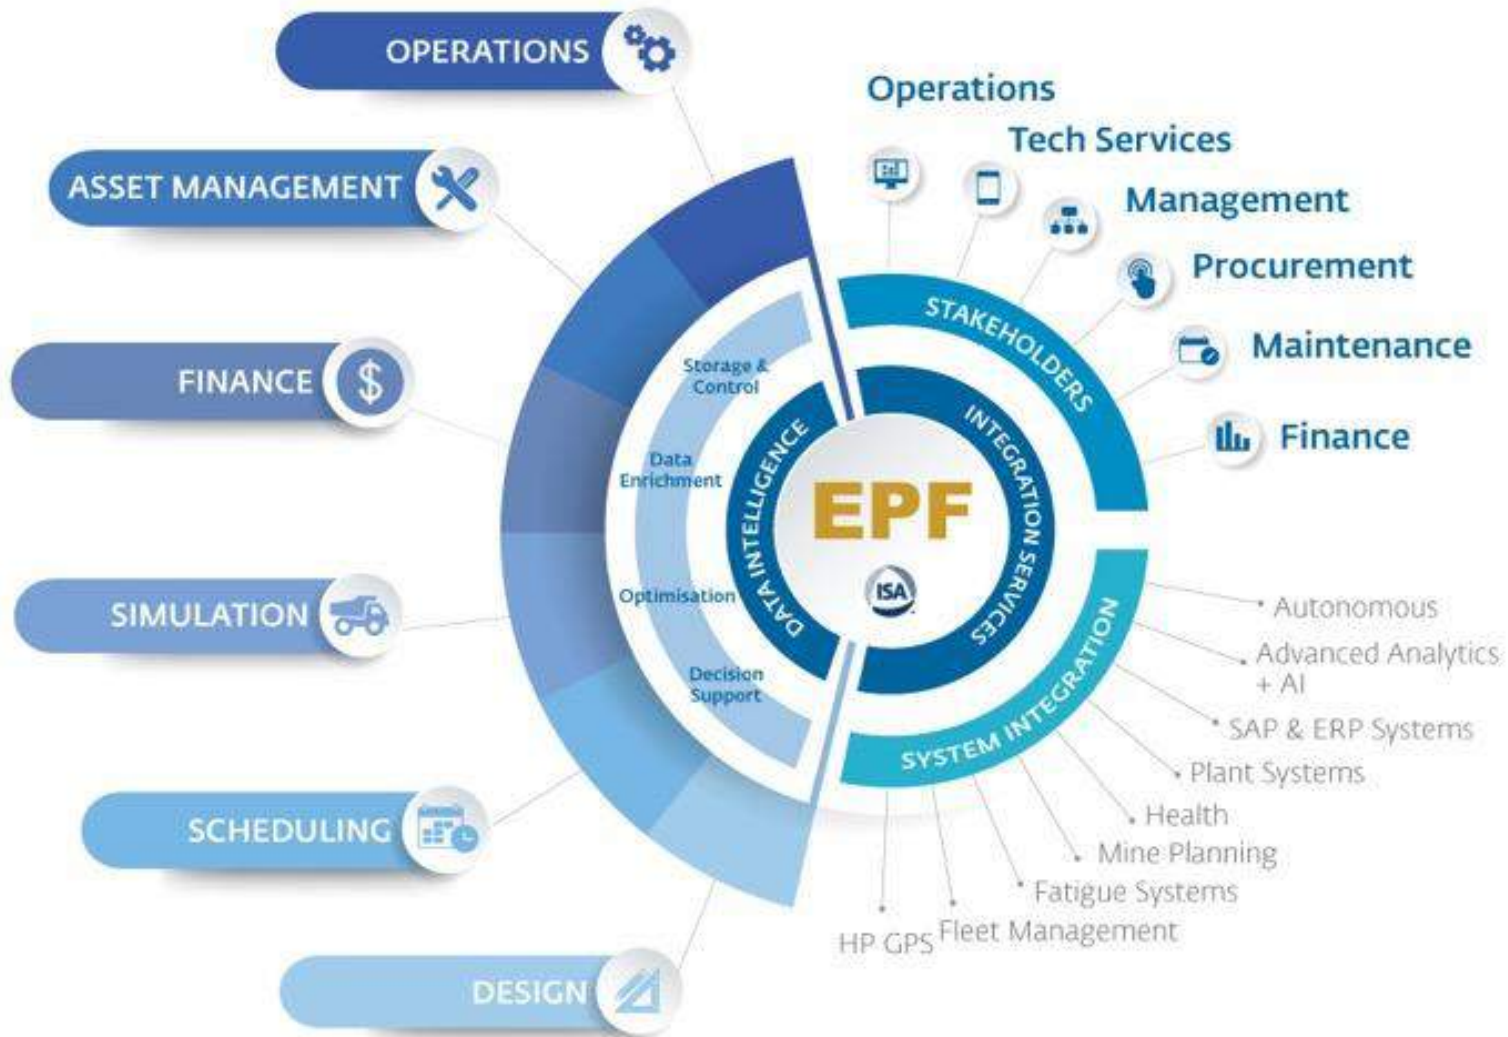 OPERATIONS
ASSET MANAGEMENT
FINANCE
SIMULATION
SCHEDULING
DESIGN
Storage &
Control
Data
Enrichment
Optimisation
Decision
Support
DATA INTELLIGENCE
EPF
ISA
INTEGRATION SERVICES
STAKEHOLDERS
Operations
Tech Services
Management
Procurement
Maintenance
Finance
SYSTEM INTEGRATION
Autonomous
Advanced Analytics
+ AI
SAP & ERP Systems
Plant Systems
Health
Mine Planning
Fatigue Systems
Fleet Management
HP GPS